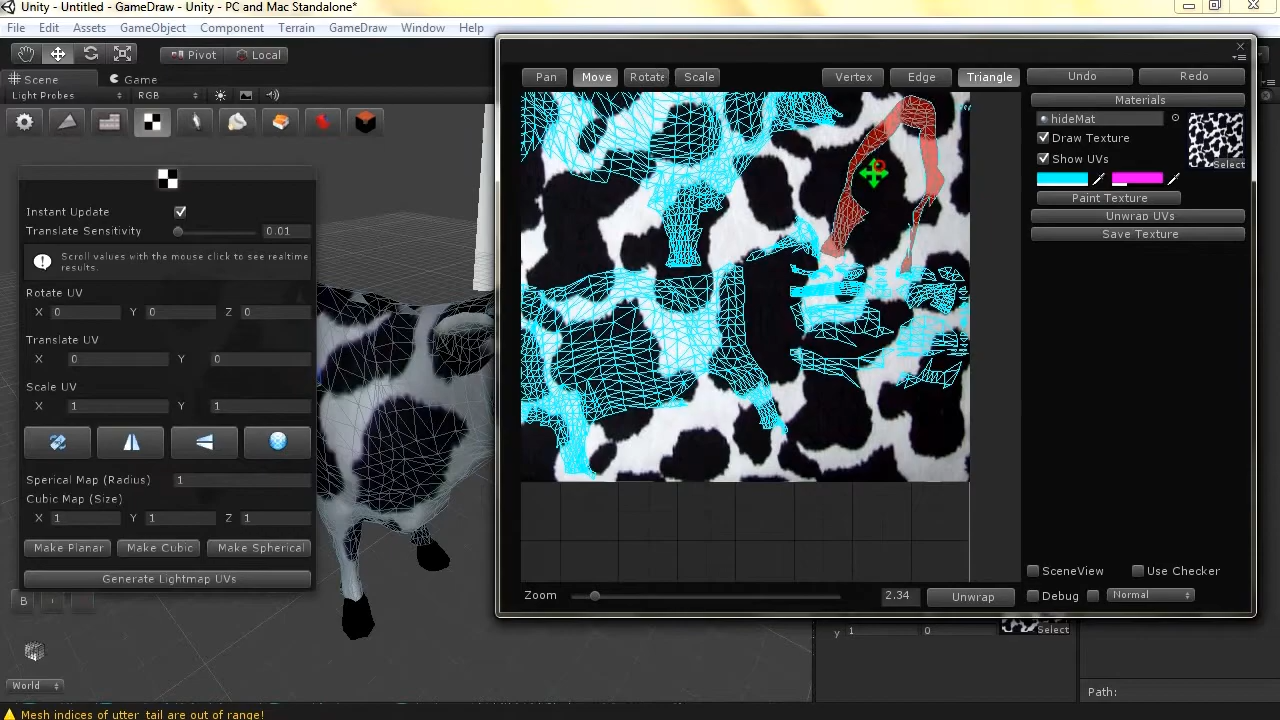 Unity - Untitled - GameDraw - Unity - PC and Mac Standalone*
File Edit Assets GameObject Component Terrain GameDraw Window Help
Pivot Local
Scene Game
Light Probes RGB
Instant Update
Translate Sensitivity 0.01
Scroll values with the mouse click to see realtime
results.
Rotate UV
X 0 Y 0 Z 0
Translate UV
X 0 Y 0
Scale UV
X 1 Y 1
Sperical Map (Radius) 1
Cubic Map (Size)
X 1 Y 1 Z 1
Make Planar Make Cubic Make Spherical
Generate Lightmap UVs
B
World
Mesh indices of utter_tail are out of range!
Pan Move Rotate Scale Vertex Edge Triangle Undo Redo
Materials
hideMat
Draw Texture
Show UVs
Select
Paint Texture
Unwrap UVs
Save Texture
SceneView Use Checker
Zoom 2.34 Unwrap Debug Normal
y 1 0 Select
Path: